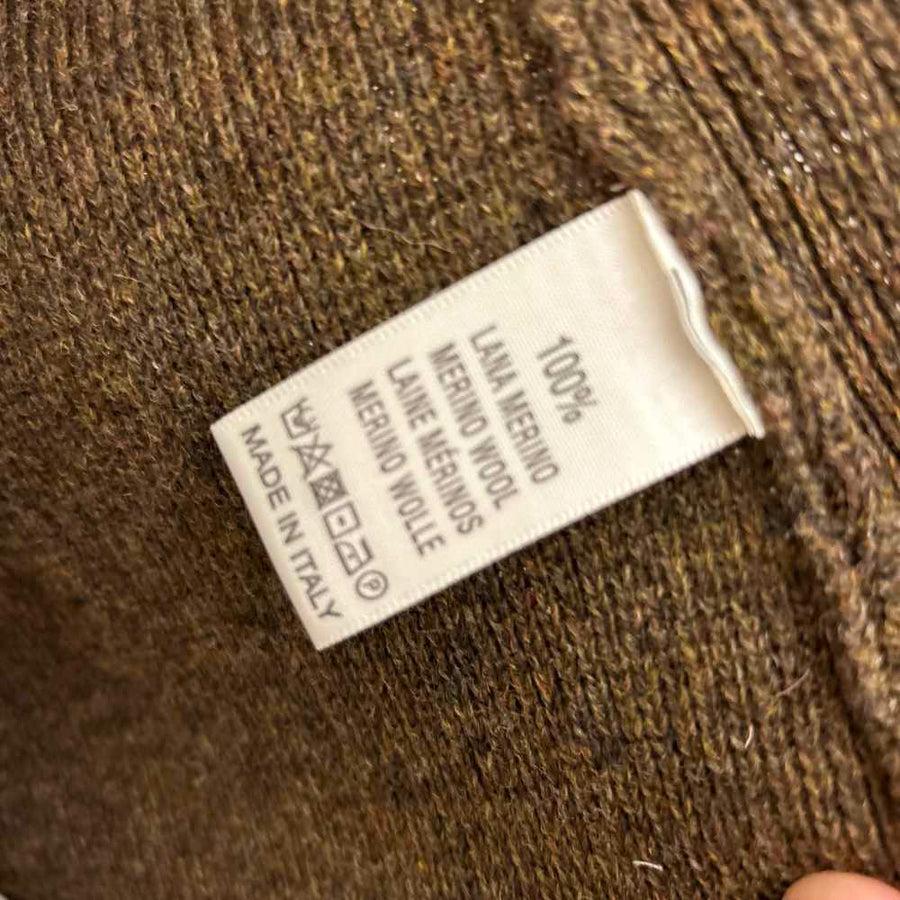 100%
LANA MERINO
MERINO WOOL
LAINE MÉRINOS
MERINO WOLLE
P
MADE IN ITALY